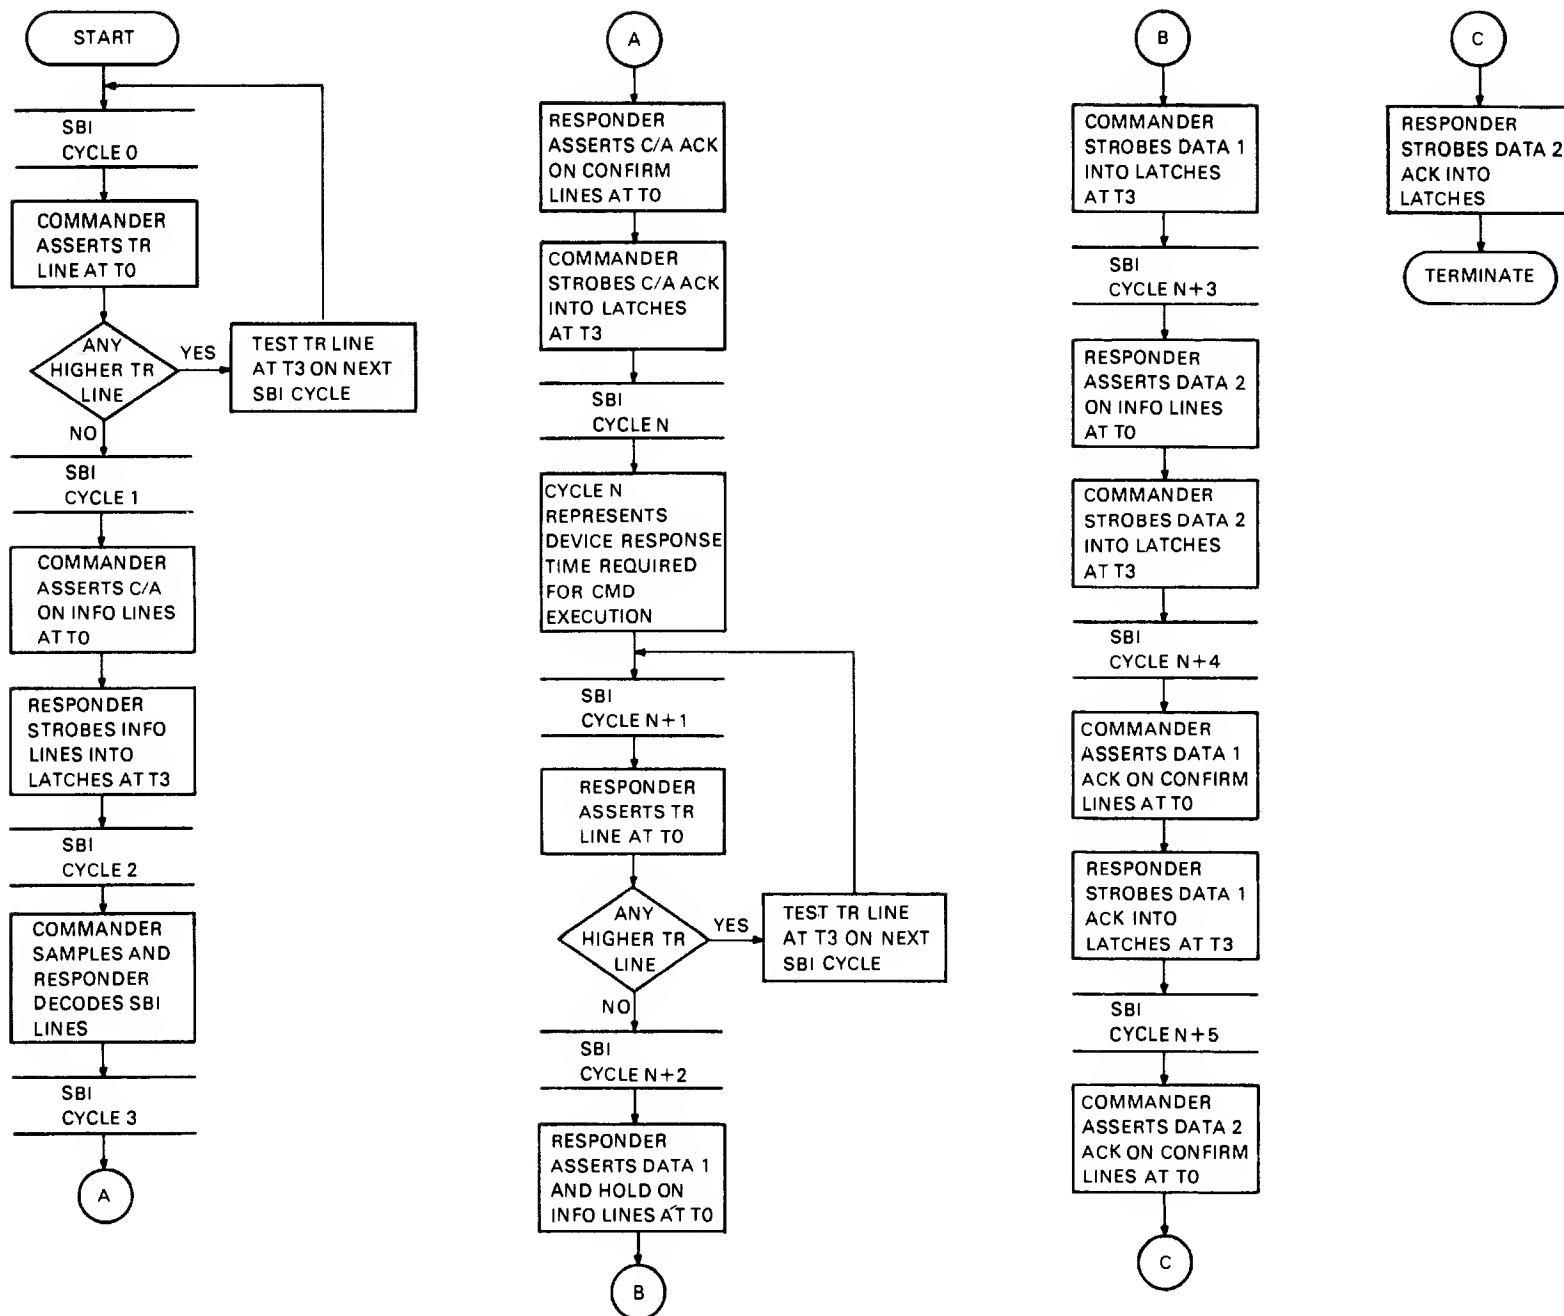 START
SBI
CYCLE 0
COMMANDER
ASSERTS TR
LINE AT T0
ANY
HIGHER TR
LINE
YES
TEST TR LINE
AT T3 ON NEXT
SBI CYCLE
NO
SBI
CYCLE 1
COMMANDER
ASSERTS C/A
ON INFO LINES
AT T0
RESPONDER
STROBES INFO
LINES INTO
LATCHES AT T3
SBI
CYCLE 2
COMMANDER
SAMPLES AND
RESPONDER
DECODES SBI
LINES
SBI
CYCLE 3
A
A
RESPONDER
ASSERTS C/A ACK
ON CONFIRM
LINES AT T0
COMMANDER
STROBES C/A ACK
INTO LATCHES
AT T3
SBI
CYCLE N
CYCLE N
REPRESENTS
DEVICE RESPONSE
TIME REQUIRED
FOR CMD
EXECUTION
SBI
CYCLE N+1
RESPONDER
ASSERTS TR
LINE AT T0
ANY
HIGHER TR
LINE
YES
TEST TR LINE
AT T3 ON NEXT
SBI CYCLE
NO
SBI
CYCLE N+2
RESPONDER
ASSERTS DATA 1
AND HOLD ON
INFO LINES AT T0
B
B
COMMANDER
STROBES DATA 1
INTO LATCHES
AT T3
SBI
CYCLE N+3
RESPONDER
ASSERTS DATA 2
ON INFO LINES
AT T0
COMMANDER
STROBES DATA 2
INTO LATCHES
AT T3
SBI
CYCLE N+4
COMMANDER
ASSERTS DATA 1
ACK ON CONFIRM
LINES AT T0
RESPONDER
STROBES DATA 1
ACK INTO
LATCHES AT T3
SBI
CYCLE N+5
COMMANDER
ASSERTS DATA 2
ACK ON CONFIRM
LINES AT T0
C
C
RESPONDER
STROBES DATA 2
ACK INTO
LATCHES
TERMINATE